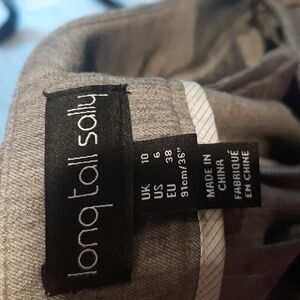 long tall sally
UK 10
US 6
EU 38
91cm/36"
MADE IN
CHINA
FABRIQUÉ
EN CHINE